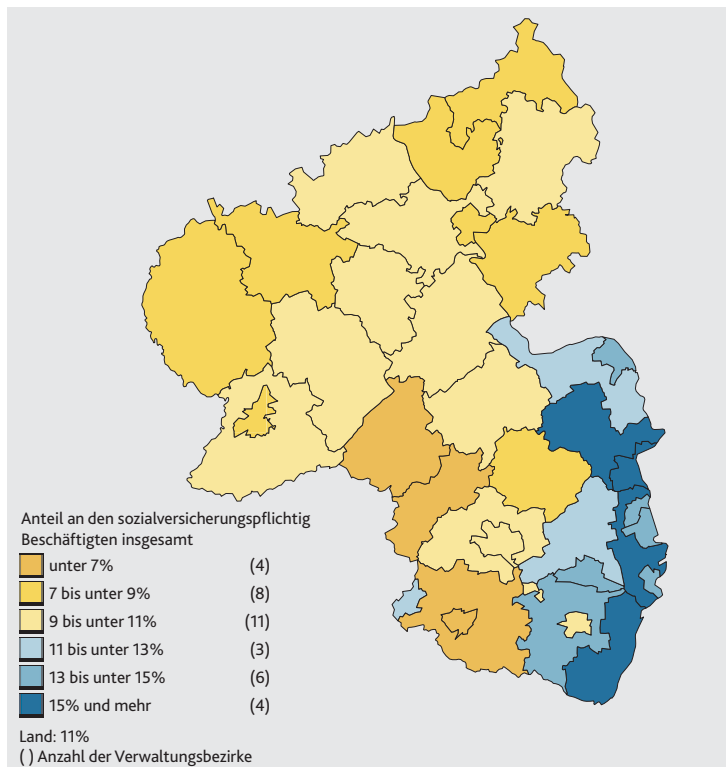 Anteil an den sozialversicherungspflichtig
Beschäftigten insgesamt
unter 7% (4)
7 bis unter 9% (8)
9 bis unter 11% (11)
11 bis unter 13% (3)
13 bis unter 15% (6)
15% und mehr (4)
Land: 11%
( ) Anzahl der Verwaltungsbezirke